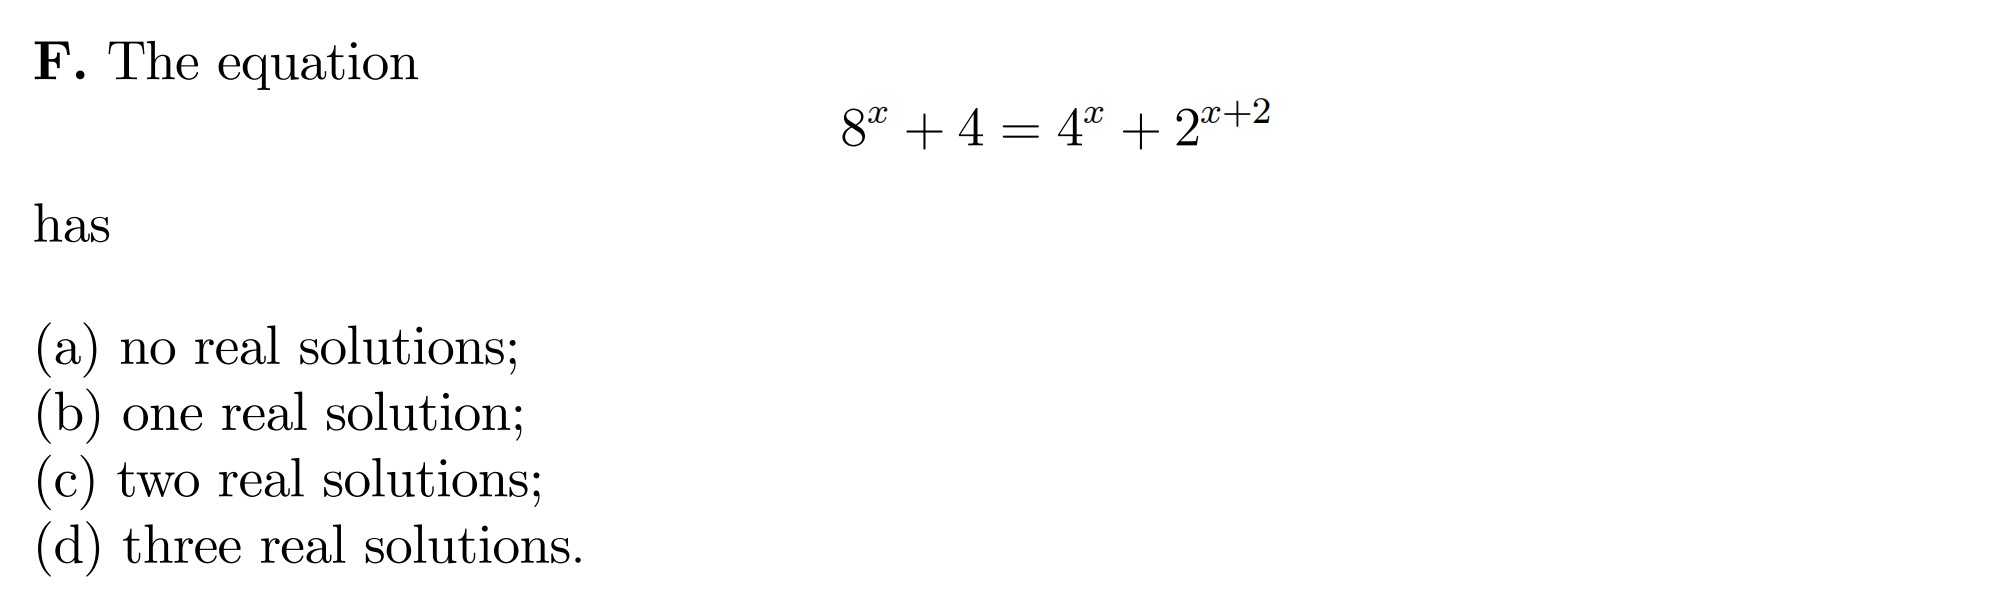 F. The equation
8^x + 4 = 4^x + 2^{x+2}
has
(a) no real solutions;
(b) one real solution;
(c) two real solutions;
(d) three real solutions.